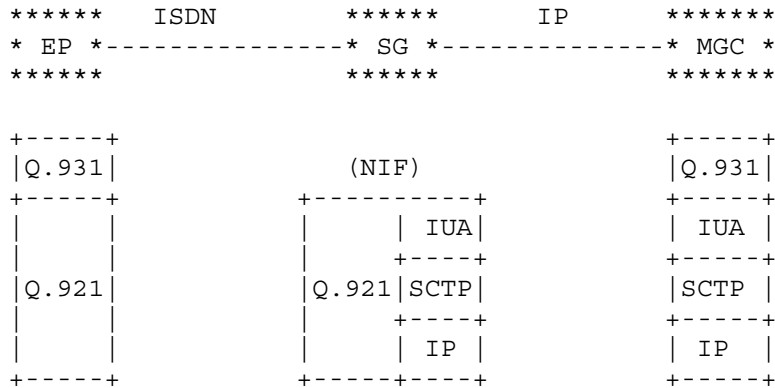 ******   ISDN        ******      IP      *******
* EP *---------------* SG *--------------* MGC *
******               ******              *******

+-----+                                  +-----+
|Q.931|              (NIF)               |Q.931|
+-----+           +----------+           +-----+
|     |           |     | IUA|           | IUA |
|     |           |     +----+           +-----+
|Q.921|           |Q.921|SCTP|           |SCTP |
|     |           |     +----+           +-----+
|     |           |     | IP |           | IP  |
+-----+           +-----+----+           +-----+